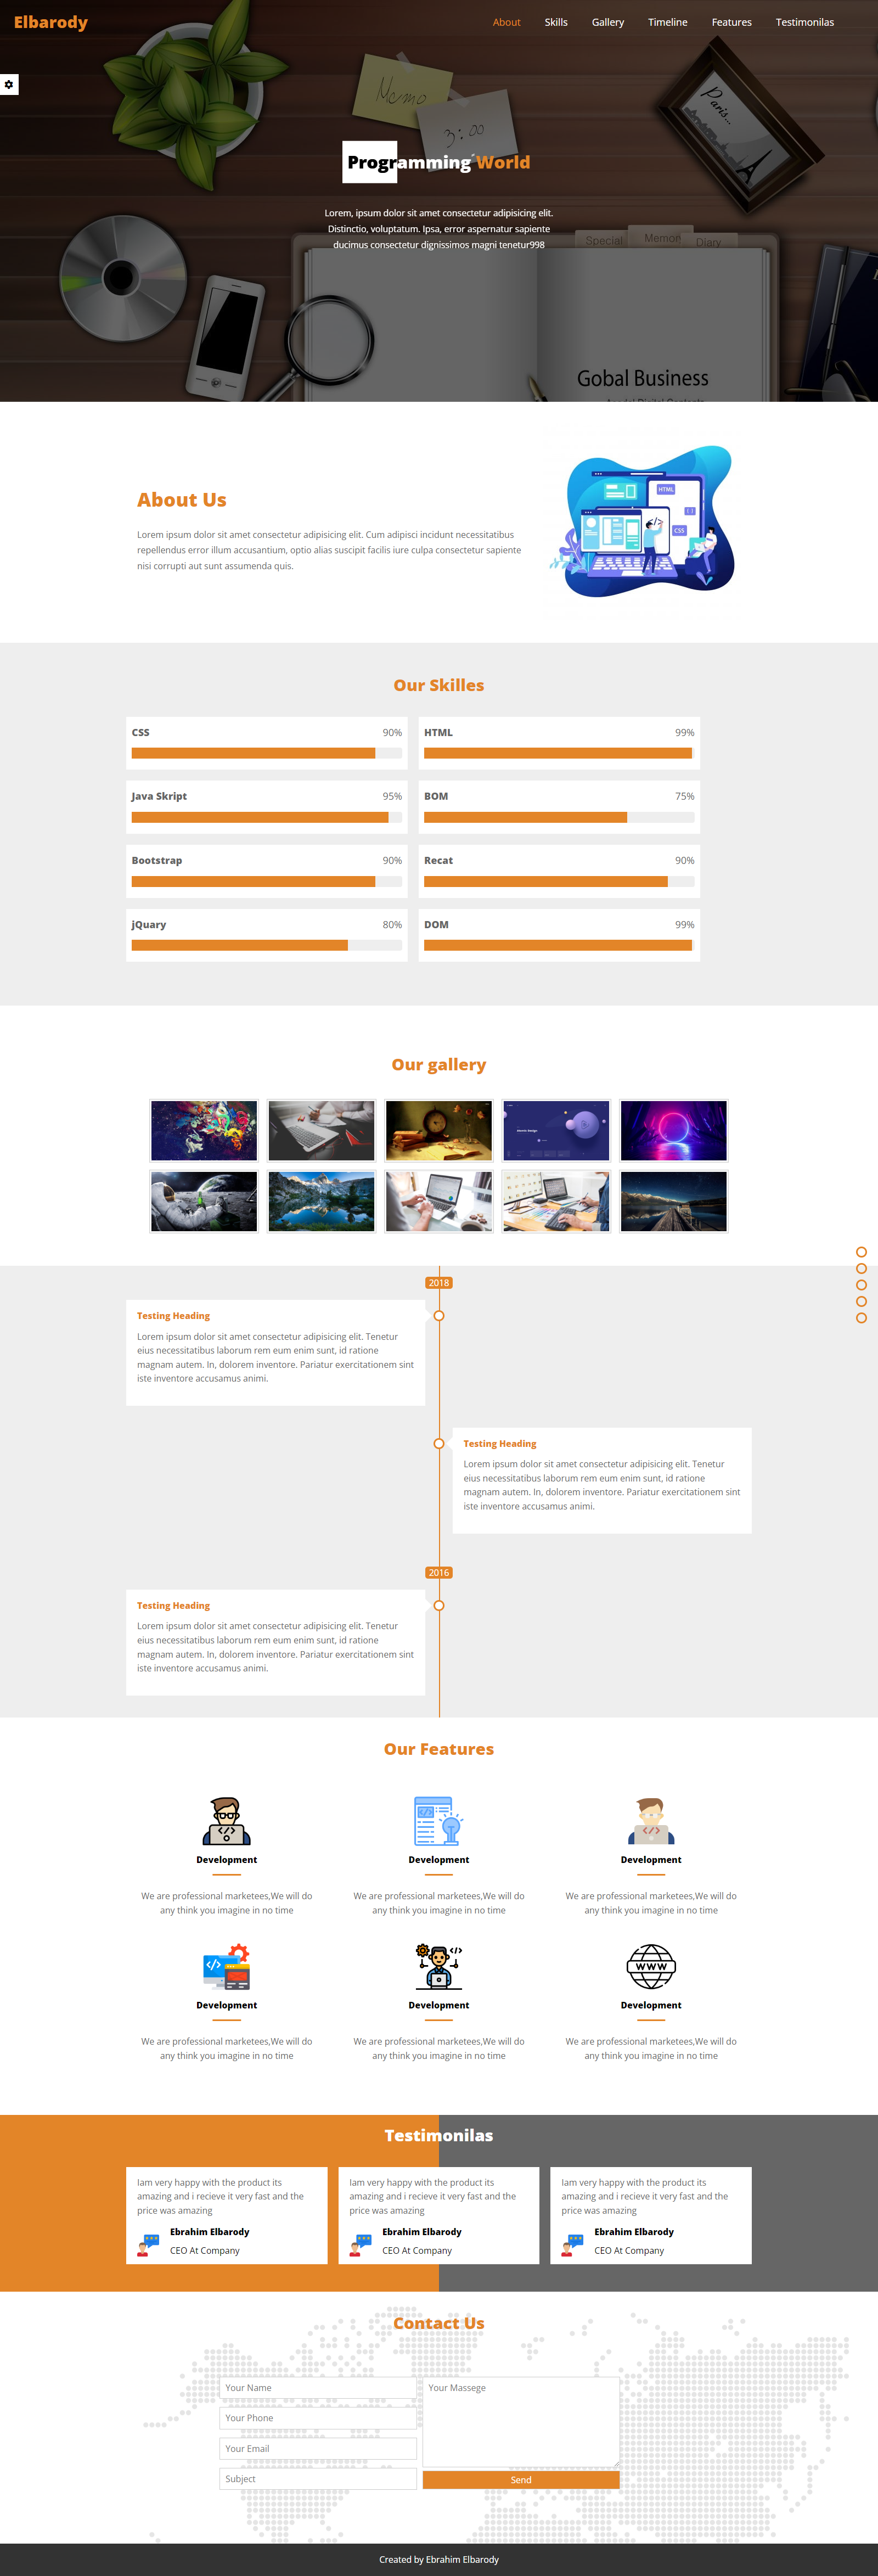 Elbarody
About Skills Gallery Timeline Features Testimonilas
Memo
3:00
Paris...
Programming World
Lorem, ipsum dolor sit amet consectetur adipisicing elit.
Distinctio, voluptatum. Ipsa, error aspernatur sapiente
ducimus consectetur dignissimos magni tenetur998
Special Memori Diary
Gobal Business
About Us
Lorem ipsum dolor sit amet consectetur adipisicing elit. Cum adipisci incidunt necessitatibus
repellendus error illum accusantium, optio alias suscipit facilis iure culpa consectetur sapiente
nisi corrupti aut sunt assumenda quis.
HTML
CSS
Our Skilles
CSS 90%
HTML 99%
Java Skript 95%
BOM 75%
Bootstrap 90%
Recat 90%
jQuary 80%
DOM 99%
Our gallery
2018
Testing Heading
Lorem ipsum dolor sit amet consectetur adipisicing elit. Tenetur
eius necessitatibus laborum rem eum enim sunt, id ratione
magnam autem. In, dolorem inventore. Pariatur exercitationem sint
iste inventore accusamus animi.
Testing Heading
Lorem ipsum dolor sit amet consectetur adipisicing elit. Tenetur
eius necessitatibus laborum rem eum enim sunt, id ratione
magnam autem. In, dolorem inventore. Pariatur exercitationem sint
iste inventore accusamus animi.
2016
Testing Heading
Lorem ipsum dolor sit amet consectetur adipisicing elit. Tenetur
eius necessitatibus laborum rem eum enim sunt, id ratione
magnam autem. In, dolorem inventore. Pariatur exercitationem sint
iste inventore accusamus animi.
Our Features
Development
We are professional marketees,We will do
any think you imagine in no time
Development
We are professional marketees,We will do
any think you imagine in no time
Development
We are professional marketees,We will do
any think you imagine in no time
Development
We are professional marketees,We will do
any think you imagine in no time
Development
We are professional marketees,We will do
any think you imagine in no time
WWW
Development
We are professional marketees,We will do
any think you imagine in no time
Testimonilas
Iam very happy with the product its
amazing and i recieve it very fast and the
price was amazing
Ebrahim Elbarody
CEO At Company
Iam very happy with the product its
amazing and i recieve it very fast and the
price was amazing
Ebrahim Elbarody
CEO At Company
Iam very happy with the product its
amazing and i recieve it very fast and the
price was amazing
Ebrahim Elbarody
CEO At Company
Contact Us
Your Name
Your Phone
Your Email
Subject
Your Massege
Send
Created by Ebrahim Elbarody